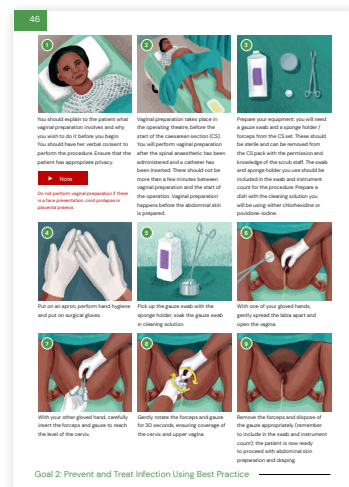 46
1
2
3
You should explain to the patient what
vaginal preparation involves and why
you wish to do it before you begin.
You should have her verbal consent to
perform the procedure. Ensure that the
patient has appropriate privacy.
Note
Do not perform vaginal preparation if there
is a face presentation, cord prolapse or
placenta praevia.
Vaginal preparation takes place in
the operating theatre, before the
start of the caesarean section (CS).
You will perform vaginal preparation
after the spinal anaesthetic has been
administered and a catheter has
been inserted. There should not be
more than a few minutes between
vaginal preparation and the start of
the operation. Vaginal preparation
happens before the abdominal skin
is prepared.
Prepare your equipment: you will need
a gauze swab and a sponge holder /
forceps from the CS set. These should
be sterile and can be removed from
the CS pack with the permission and
knowledge of the scrub staff. The swab
and sponge holder you use should be
included in the swab and instrument
count for the procedure. Prepare a
dish with the cleaning solution you
will be using; either chlorhexidine or
povidone-iodine.
4
5
6
Put on an apron, perform hand hygiene
and put on surgical gloves.
Pick up the gauze swab with the
sponge holder, soak the gauze swab
in cleaning solution.
With one of your gloved hands,
gently spread the labia apart and
open the vagina.
7
8
9
With your other gloved hand, carefully
insert the forceps and gauze to reach
the level of the cervix.
Gently rotate the forceps and gauze
for 30 seconds, ensuring coverage of
the cervix and upper vagina.
Remove the forceps and dispose of
the gauze appropriately (remember
to include in the swab and instrument
count): the patient is now ready
to proceed with abdominal skin
preparation and draping.
Goal 2: Prevent and Treat Infection Using Best Practice